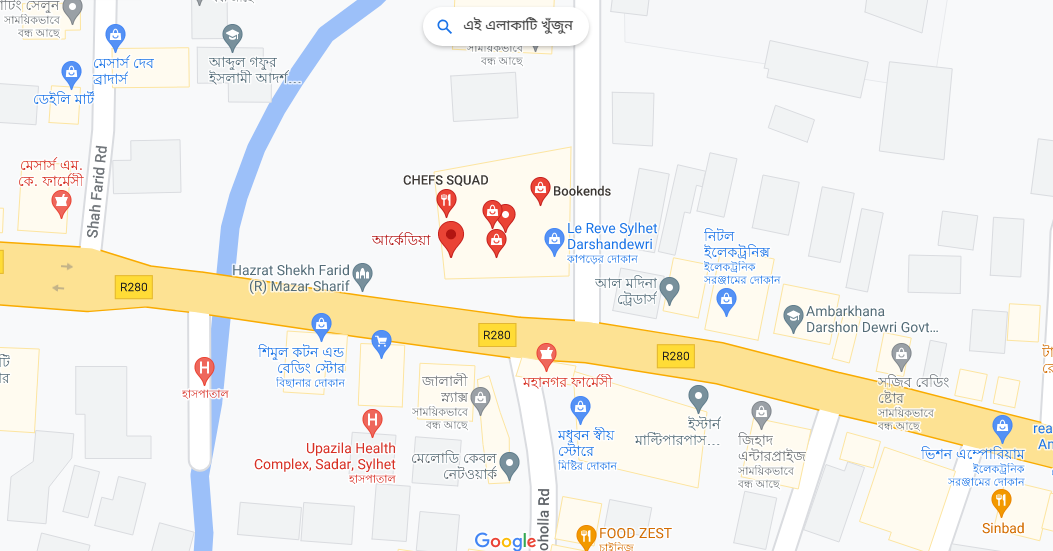 সাময়িকভাবে
বন্ধ আছে
এই এলাকাটি খুঁজুন
বন্ধ আছে
মেসার্স দেব
ব্রাদার্স
আব্দুল গফুর
ইসলামী আদর্শ...
ডেইলি মার্ট
Shah Farid Rd
মেসার্স এম.
কে. ফার্মেসী
CHEFS SQUAD
Bookends
আর্কেডিয়া
Le Reve Sylhet
Darshandewri
কাপড়ের দোকান
নিটল
ইলেকট্রনিক্স
ইলেকট্রনিক
সরঞ্জামের দোকান
Hazrat Shekh Farid
(R) Mazar Sharif
আল মদিনা
ট্রেডার্স
R280
Ambarkhana
Darshon Dewri Govt...
R280
R280
শিমুল কটন এন্ড
বেডিং স্টোর
বিছানার দোকান
H
হাসপাতাল
জালালী
স্ন্যাক্স
সাময়িকভাবে
বন্ধ আছে
মহানগর ফার্মেসী
সজিব বেডিং
ষ্টোর
সাময়িকভাবে
বন্ধ আছে
H
Upazila Health
Complex, Sadar, Sylhet
হাসপাতাল
মধুবন স্বীয়
স্টোরে
মিষ্টির দোকান
ইস্টার্ন
মাল্টিপারপাস...
জিহাদ
এন্টারপ্রাইজ
সাময়িকভাবে
বন্ধ আছে
মেলোডি কেবল
নেটওয়ার্ক
ভিশন এম্পোরিয়াম
ইলেকট্রনিক
সরঞ্জামের দোকান
oholla Rd
Sinbad
FOOD ZEST
চাইনিজ
Google